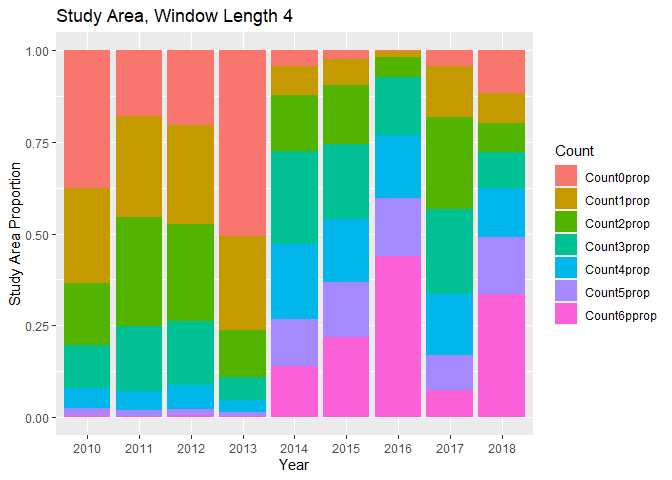 Study Area, Window Length 4
Study Area Proportion
1.00
0.75
0.50
0.25
0.00
2010 2011 2012 2013 2014 2015 2016 2017 2018
Year
Count
Count0prop
Count1prop
Count2prop
Count3prop
Count4prop
Count5prop
Count6pprop